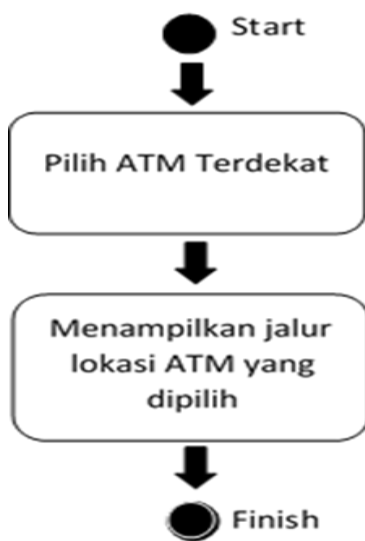 Start
Pilih ATM Terdekat
Menampilkan jalur
lokasi ATM yang
dipilih
Finish